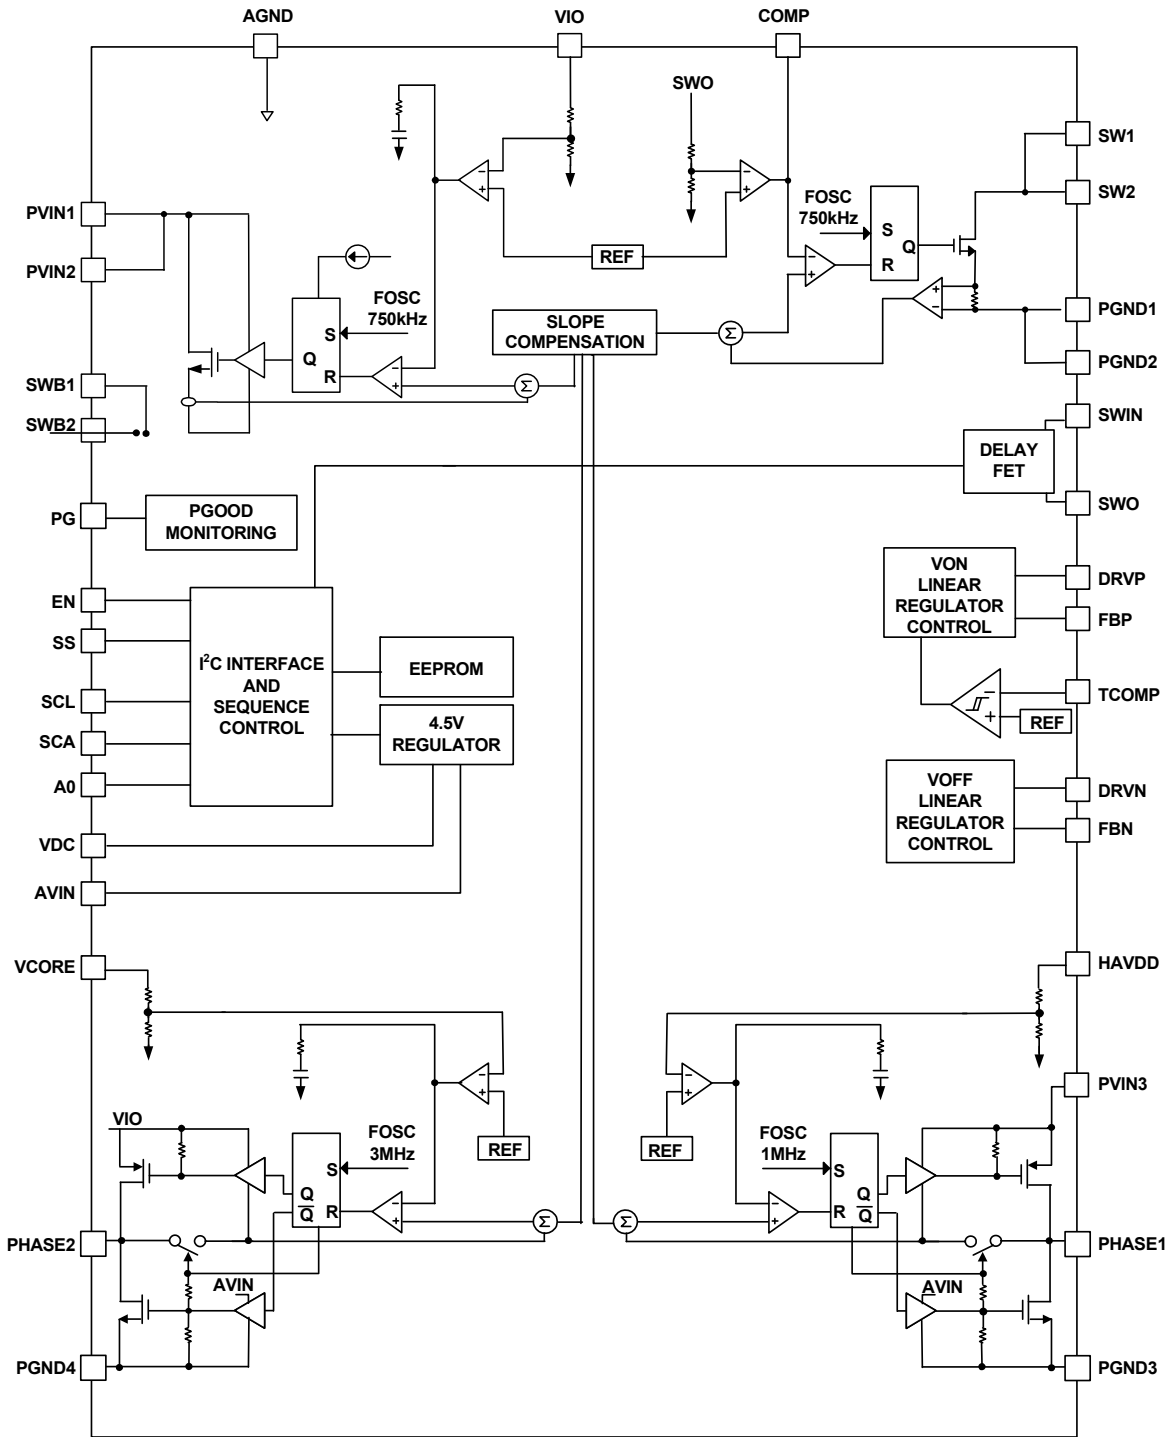 AGND
VIO
COMP
SWO
SW1
SW2
PVIN1
PVIN2
FOSC
750kHz
S
Q
R
−
+
−
+
REF
−
+
+
−
PGND1
PGND2
FOSC
750kHz
S
Q
R
−
+
Σ
SLOPE
COMPENSATION
Σ
SWB1
SWB2
SWIN
DELAY
FET
SWO
PG
PGOOD
MONITORING
EN
SS
SCL
SCA
A0
I2C INTERFACE
AND
SEQUENCE
CONTROL
EEPROM
4.5V
REGULATOR
VDC
AVIN
VON
LINEAR
REGULATOR
CONTROL
DRVP
FBP
TCOMP
−
+
REF
VOFF
LINEAR
REGULATOR
CONTROL
DRVN
FBN
VCORE
HAVDD
PVIN3
−
+
REF
−
+
REF
VIO
FOSC
3MHz
S
Q
Q
R
−
+
Σ
FOSC
1MHz
S
Q
R
Q
−
+
Σ
PHASE2
PHASE1
AVIN
AVIN
PGND4
PGND3